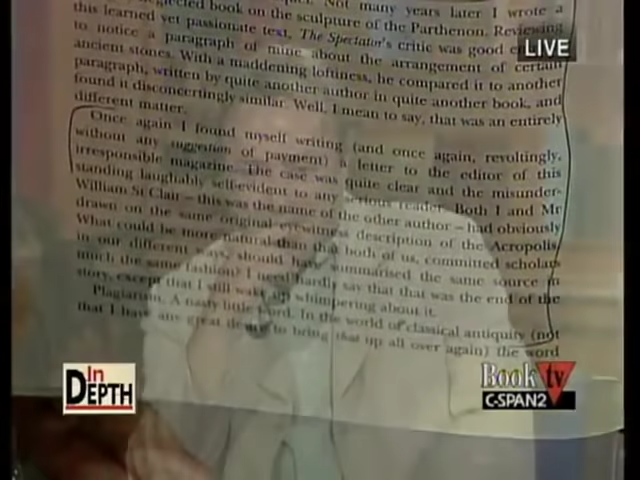 Not many years later I wrote a
neglected book on the sculpture of the Parthenon. Reviewing
this learned yet passionate text, The Spectator's critic was good
to notice a paragraph of mine about the arrangement of certain
ancient stones. With a maddening loftiness, he compared it to another
paragraph, written by quite another author in quite another book, and
found it disconcertingly similar. Well, I mean to say, that was an entirely
different matter.
Once again I found myself writing (and once again, revoltingly,
without any suggestion of payment) a letter to the editor of this
irresponsible magazine. The case was quite clear and the misunder-
standing laughably self-evident to any serious reader. Both I and Mr
William St Clair – this was the name of the other author – had obviously
drawn on the same original eyewitness description of the Acropolis.
What could be more natural than that both of us, committed scholars
in our different ways, should have summarised the same source in
much the same fashion? I need hardly say that that was the end of the
story, except that I still wake up whimpering about it.
Plagiarism. A nasty little word. In the world of classical antiquity (not
that I have any great desire to bring that up all over again) the word
LIVE
In
DEPTH
Book tv
C-SPAN2